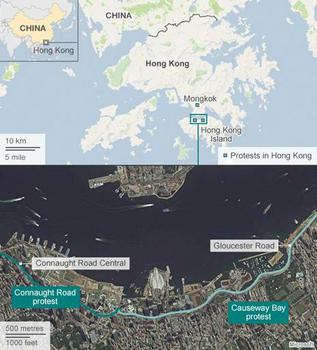 CHINA
CHINA
Hong Kong
Hong Kong
Mongkok
Hong Kong
Island
10 km
5 mile
Protests in Hong Kong
Gloucester Road
Connaught Road Central
Connaught Road
protest
Causeway Bay
protest
500 metres
1000 feet
Microsoft